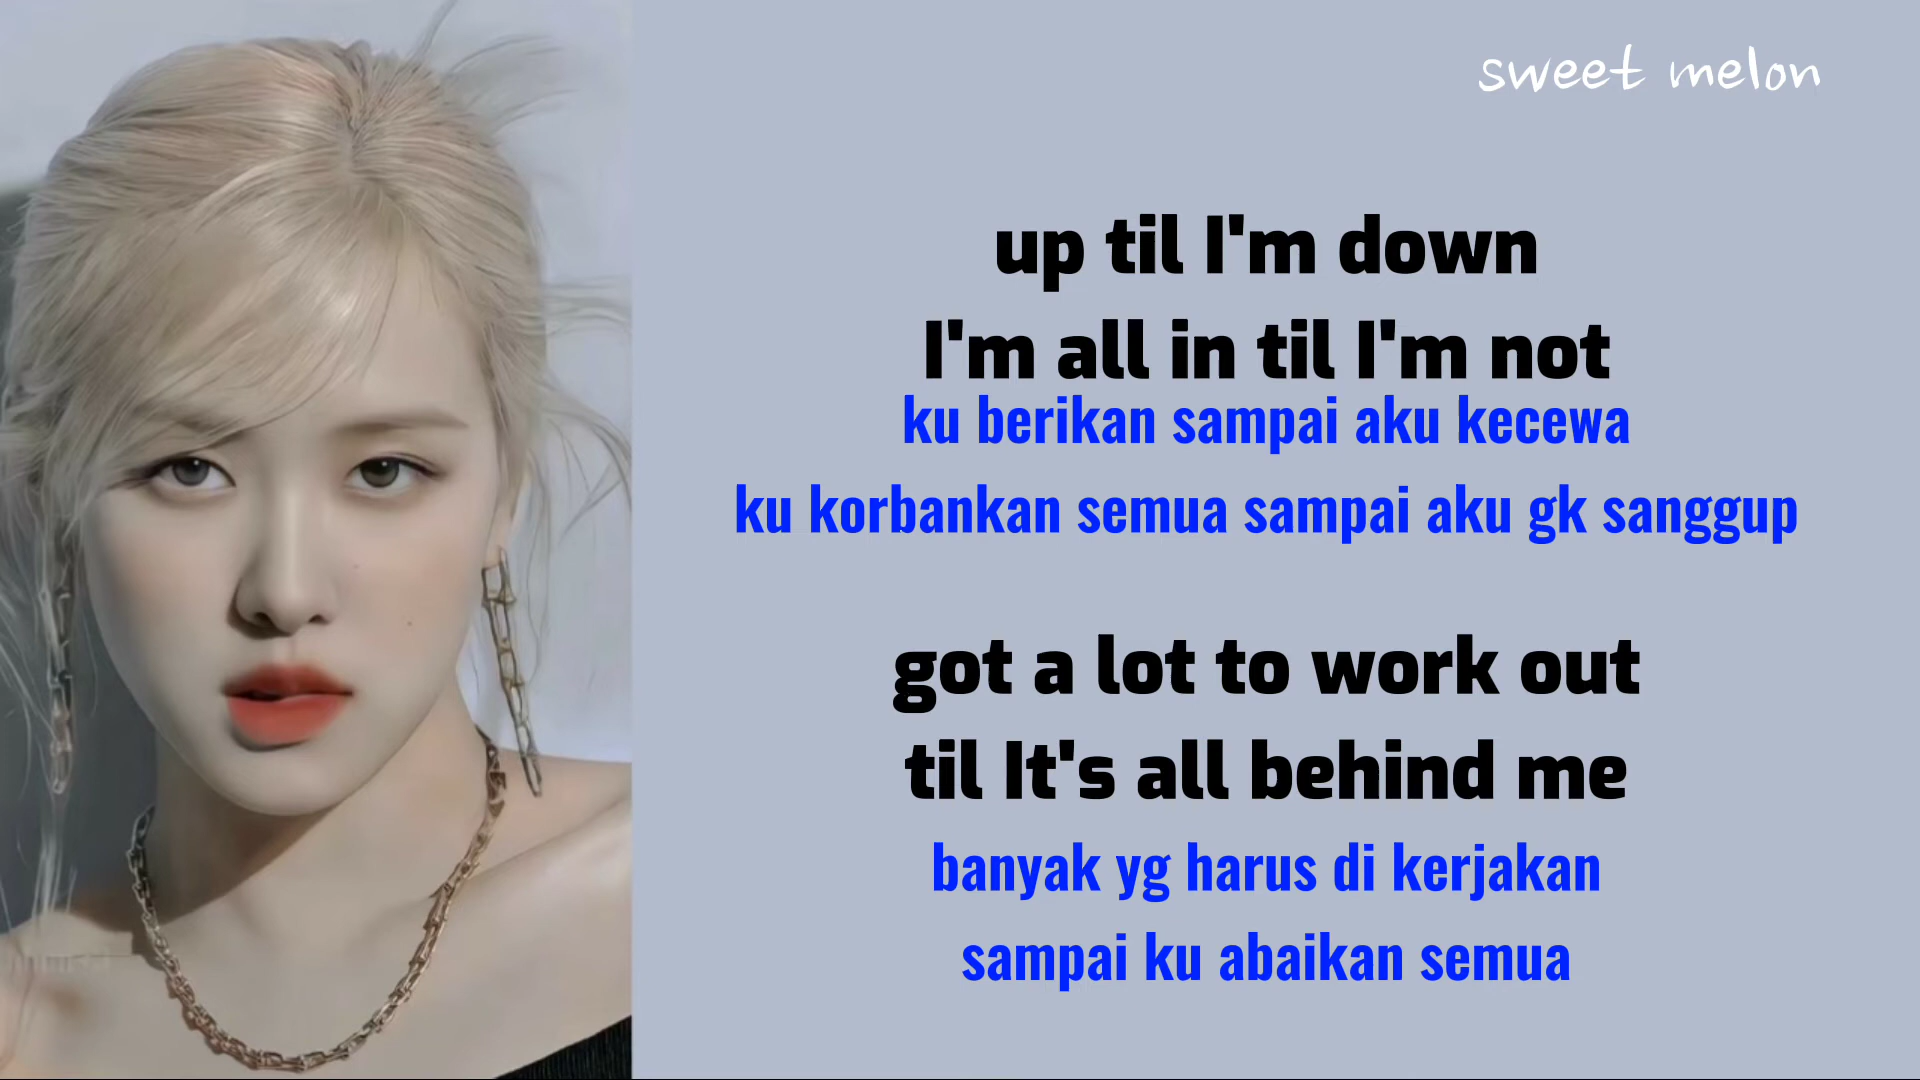 sweet melon
up til I'm down
I'm all in til I'm not
ku berikan sampai aku kecewa
ku korbankan semua sampai aku gk sanggup
got a lot to work out
til It's all behind me
banyak yg harus di kerjakan
sampai ku abaikan semua